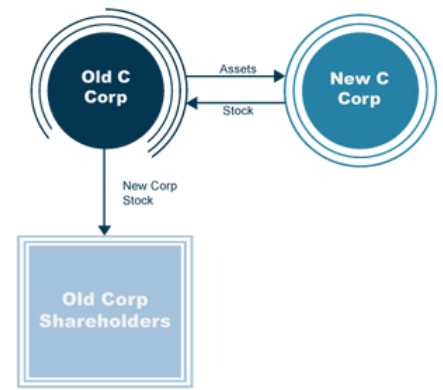 Old C
Corp
Assets
Stock
New C
Corp
New Corp
Stock
Old Corp
Shareholders